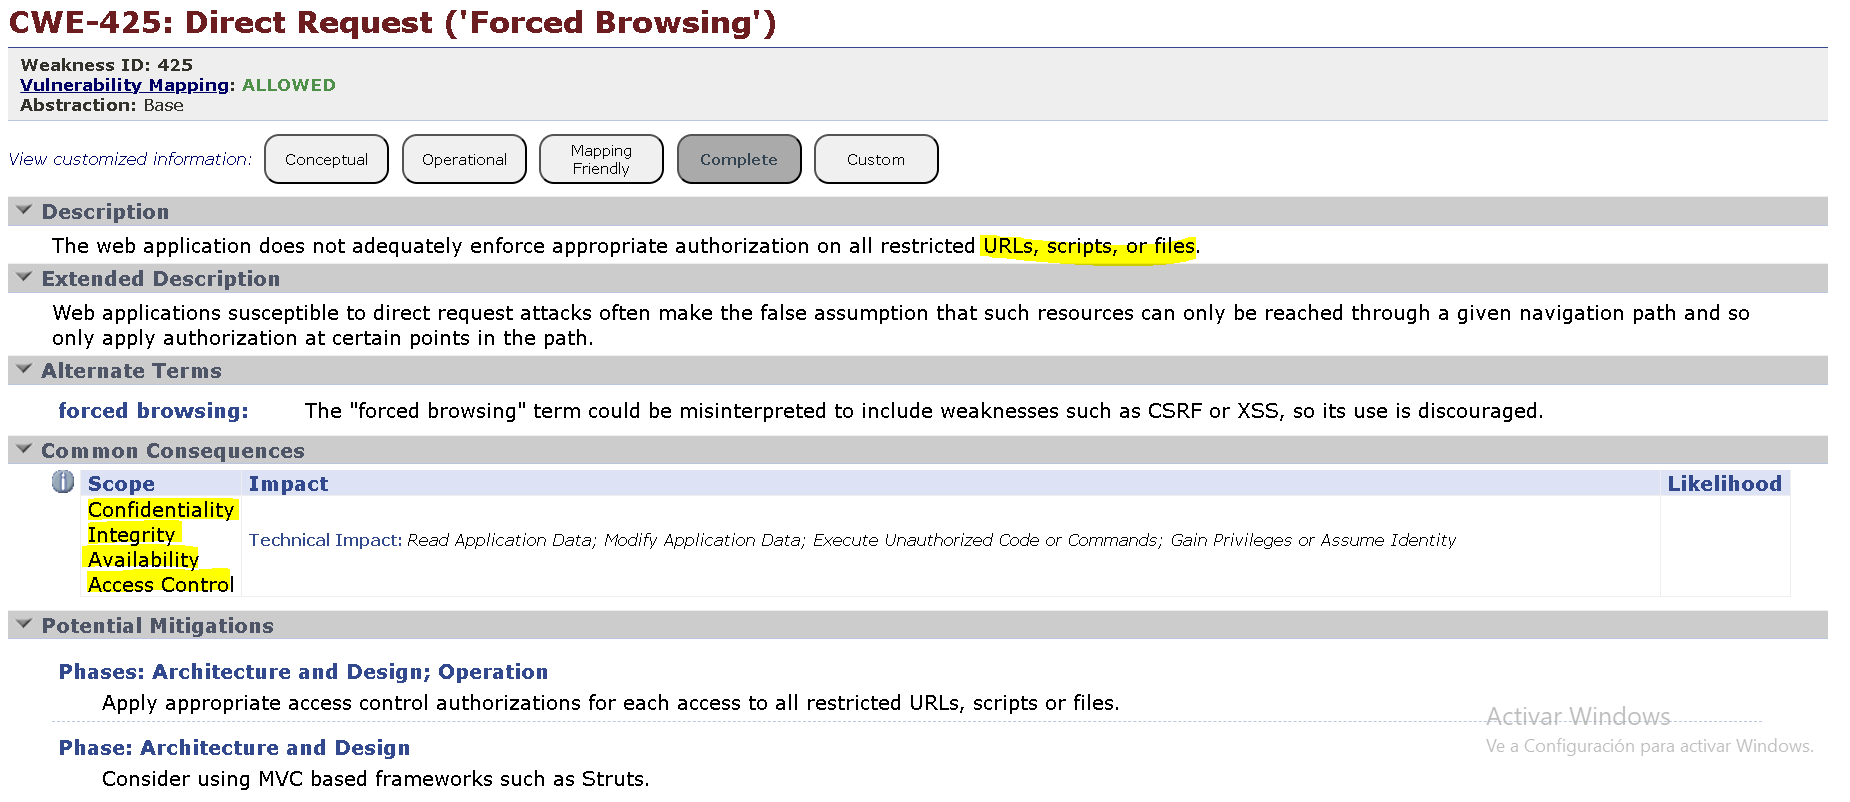 CWE-425: Direct Request ('Forced Browsing')
Weakness ID: 425
Vulnerability Mapping: ALLOWED
Abstraction: Base
View customized information: Conceptual Operational Mapping Friendly Complete Custom
Description
The web application does not adequately enforce appropriate authorization on all restricted URLs, scripts, or files.
Extended Description
Web applications susceptible to direct request attacks often make the false assumption that such resources can only be reached through a given navigation path and so
only apply authorization at certain points in the path.
Alternate Terms
forced browsing: The "forced browsing" term could be misinterpreted to include weaknesses such as CSRF or XSS, so its use is discouraged.
Common Consequences
Scope Impact Likelihood
Confidentiality
Integrity
Availability
Access Control
Technical Impact: Read Application Data; Modify Application Data; Execute Unauthorized Code or Commands; Gain Privileges or Assume Identity
Potential Mitigations
Phases: Architecture and Design; Operation
Apply appropriate access control authorizations for each access to all restricted URLs, scripts or files.
Phase: Architecture and Design
Consider using MVC based frameworks such as Struts.
Activar Windows
Ve a Configuración para activar Windows.